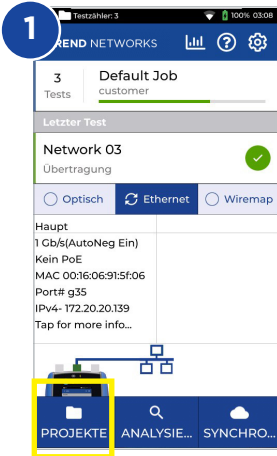 1
Testzähler: 3
100% 03:08
REND NETWORKS
3
Tests
Default Job
customer
Letzter Test
Network 03
Übertragung
Optisch
Ethernet
Wiremap
Haupt
1 Gb/s(AutoNeg Ein)
Kein PoE
MAC 00:16:06:91:5f:06
Port# g35
IPv4- 172.20.20.139
Tap for more info...
PROJEKTE
ANALYSIE...
SYNCHRO...